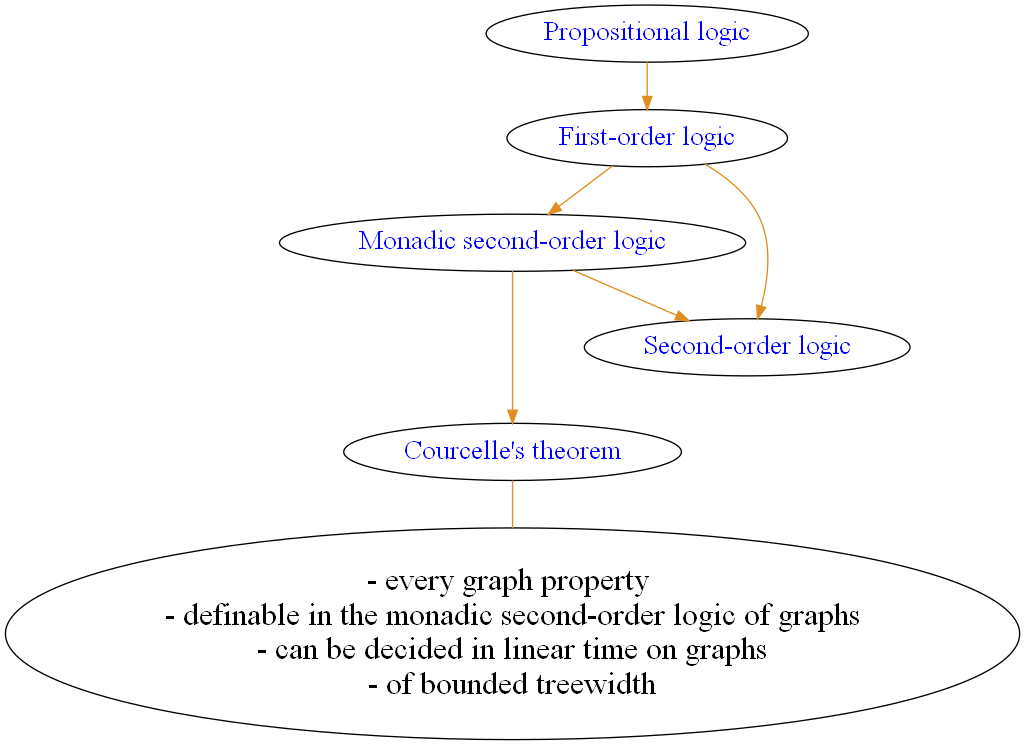 Propositional logic
First-order logic
Monadic second-order logic
Second-order logic
Courcelle's theorem
- every graph property
- definable in the monadic second-order logic of graphs
- can be decided in linear time on graphs
- of bounded treewidth